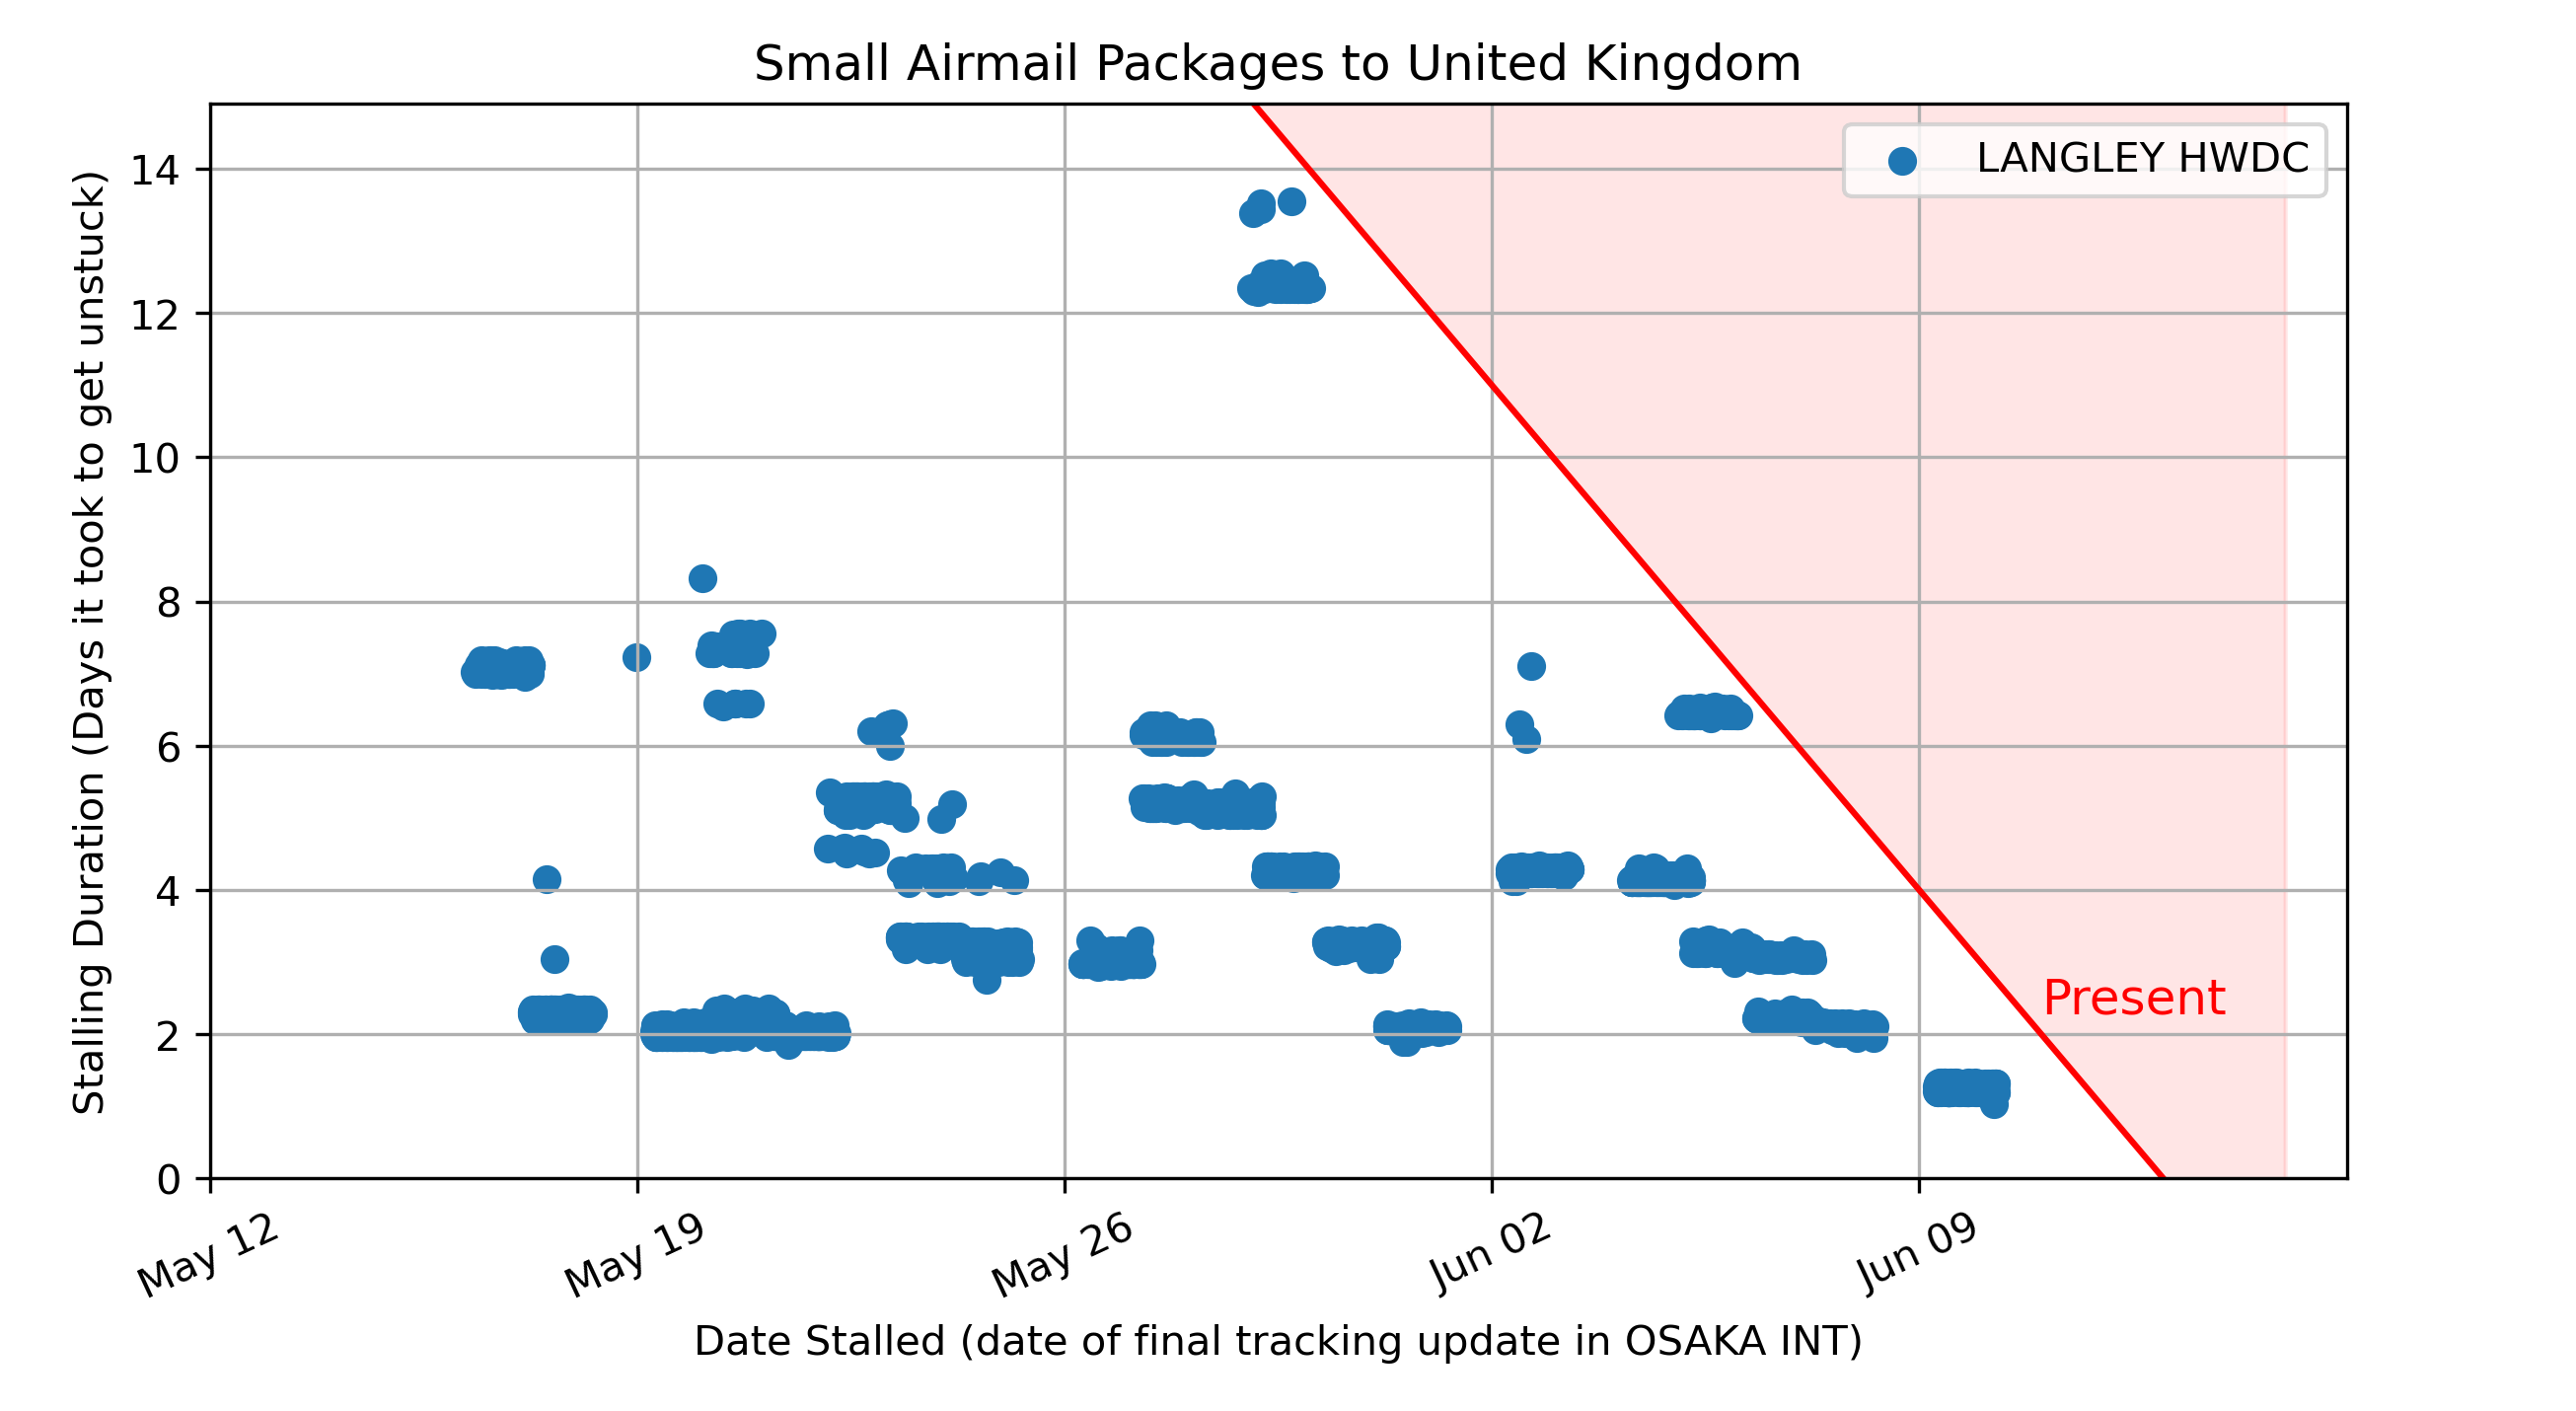 Small Airmail Packages to United Kingdom
Stalling Duration (Days it took to get unstuck)
14
12
10
8
6
4
2
0
LANGLEY HWDC
Present
May 12
May 19
May 26
Jun 02
Jun 09
Date Stalled (date of final tracking update in OSAKA INT)